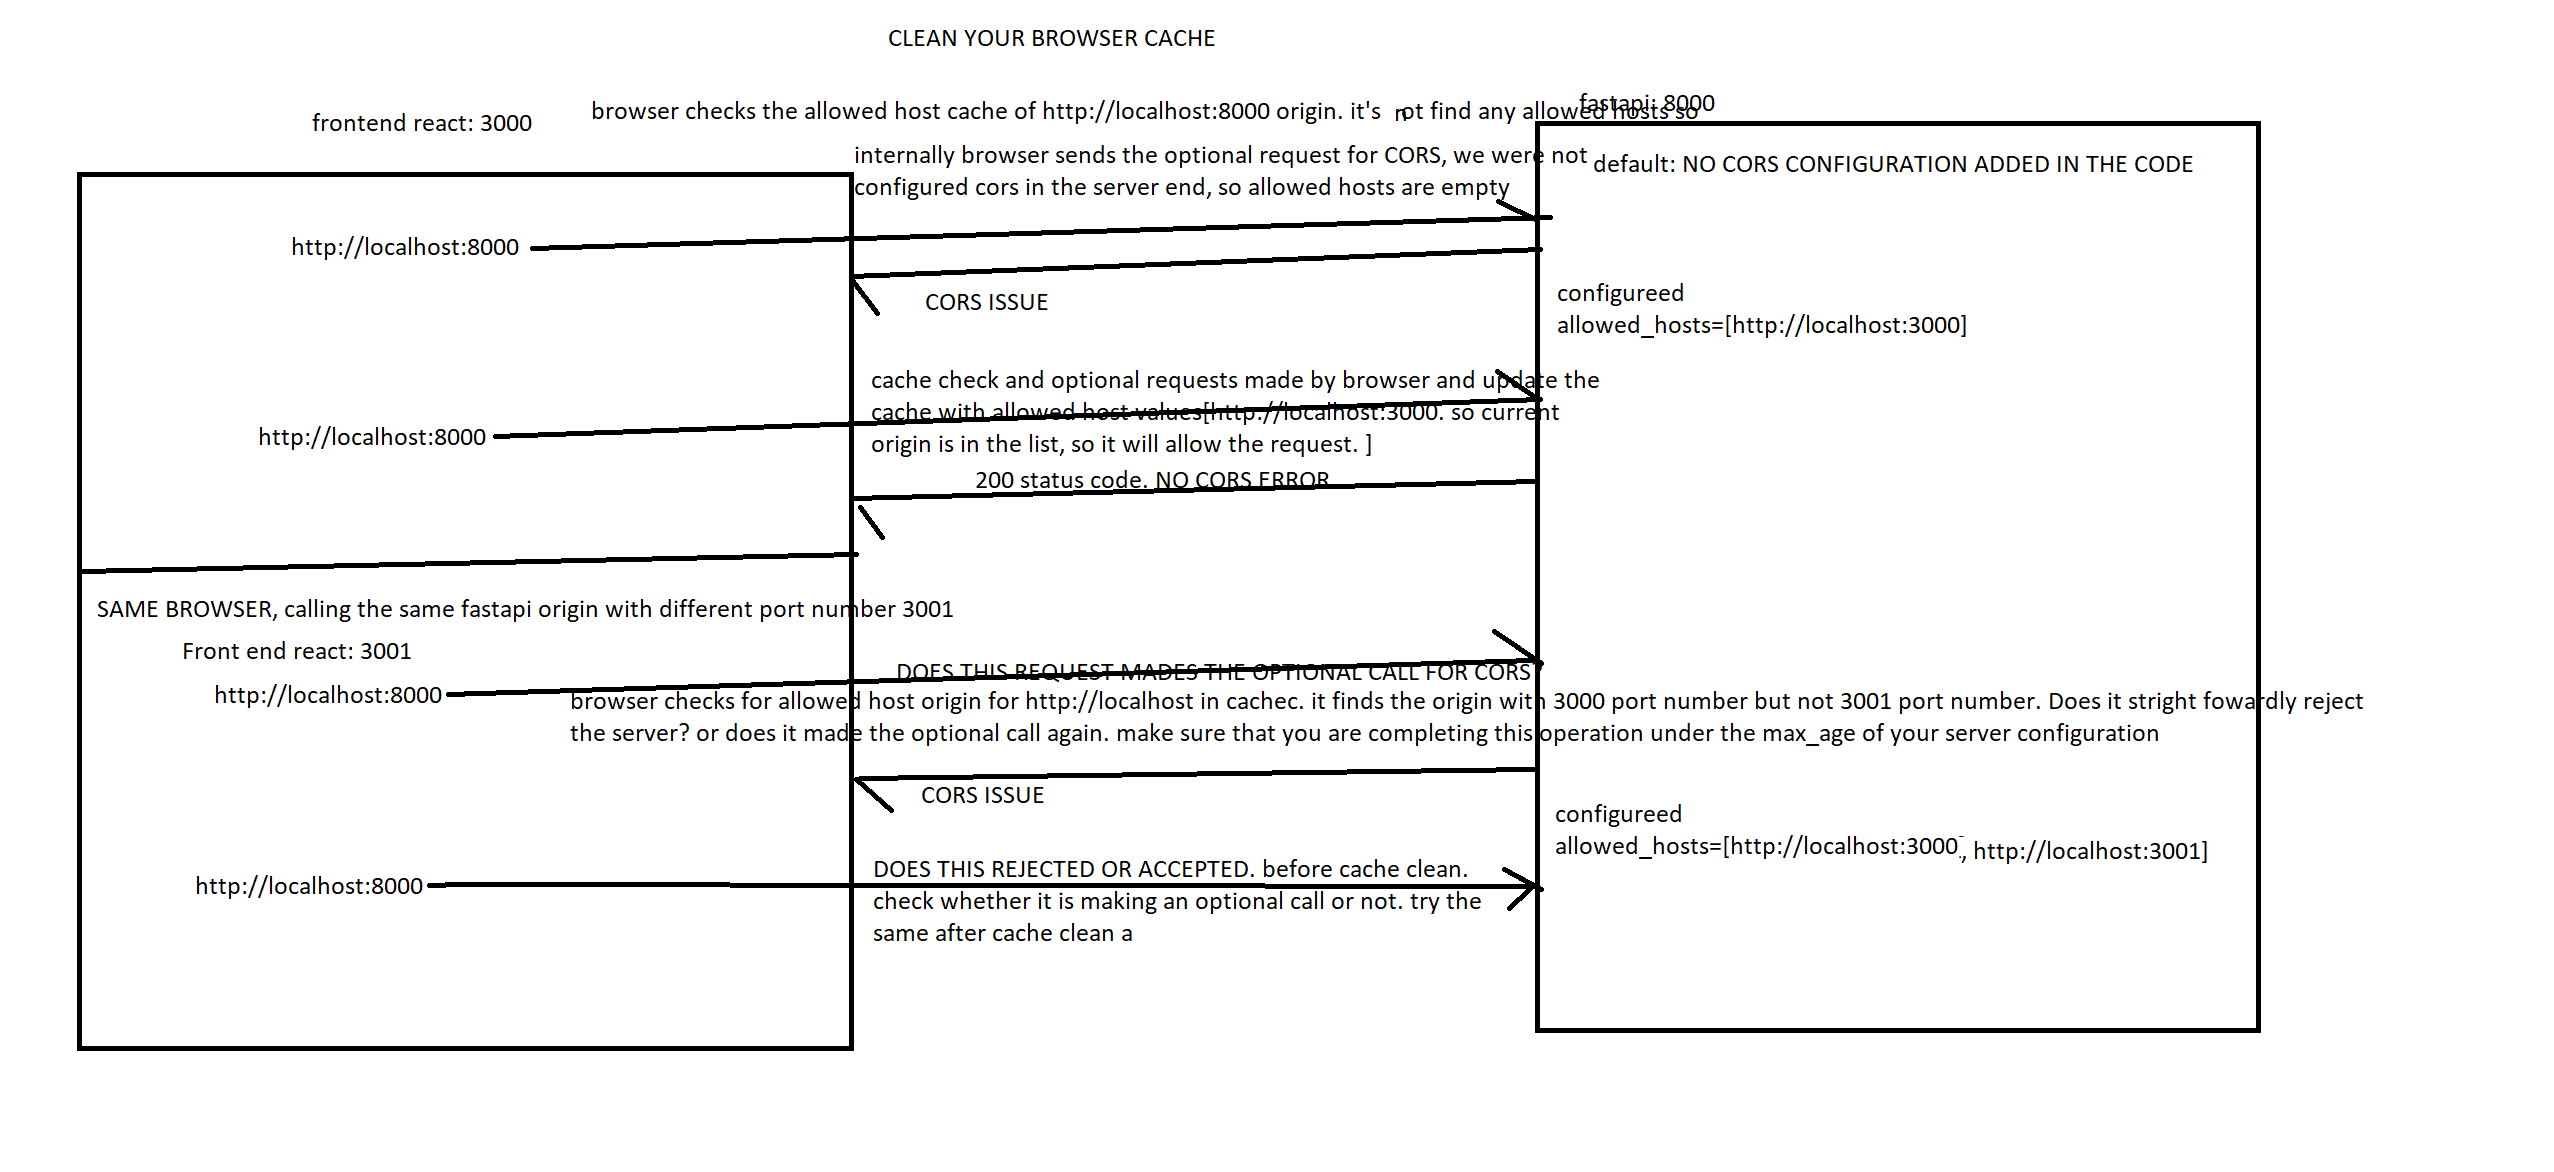 CLEAN YOUR BROWSER CACHE
frontend react: 3000
browser checks the allowed host cache of http://localhost:8000 origin. it's not find any allowed hosts so
fastapi: 8000
internally browser sends the optional request for CORS, we were not
configured cors in the server end, so allowed hosts are empty
default: NO CORS CONFIGURATION ADDED IN THE CODE
http://localhost:8000
CORS ISSUE
configureed
allowed_hosts=[http://localhost:3000]
cache check and optional requests made by browser and update the
cache with allowed host values[http://localhost:3000. so current
origin is in the list, so it will allow the request. ]
http://localhost:8000
200 status code. NO CORS ERROR
SAME BROWSER, calling the same fastapi origin with different port number 3001
Front end react: 3001
DOES THIS REQUEST MADES THE OPTIONAL CALL FOR CORS?
http://localhost:8000
browser checks for allowed host origin for http://localhost in cachec. it finds the origin with 3000 port number but not 3001 port number. Does it stright fowardly reject
the server? or does it made the optional call again. make sure that you are completing this operation under the max_age of your server configuration
CORS ISSUE
configureed
allowed_hosts=[http://localhost:3000, http://localhost:3001]
DOES THIS REJECTED OR ACCEPTED. before cache clean.
http://localhost:8000
check whether it is making an optional call or not. try the
same after cache clean a